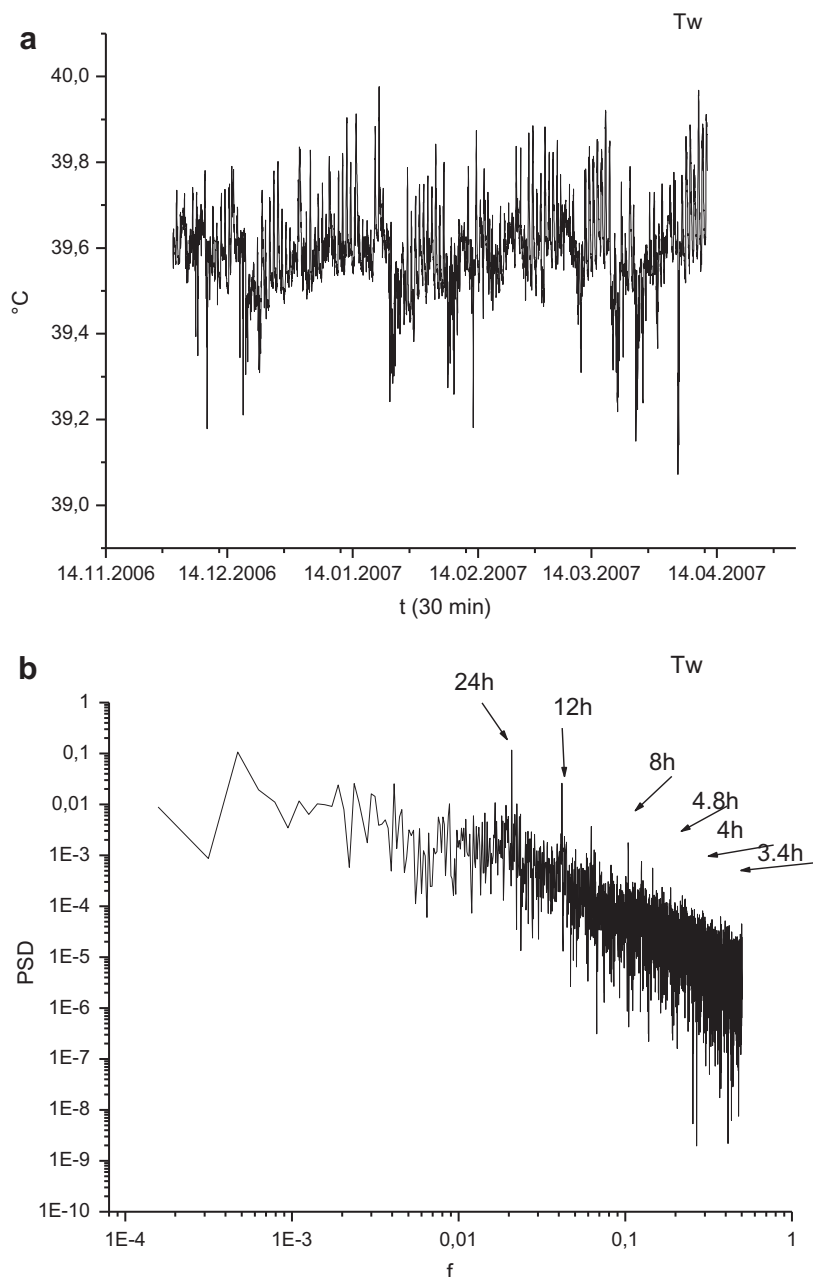 a
Tw
40,0
39,8
39,6
39,4
39,2
39,0
°C
14.11.2006 14.12.2006 14.01.2007 14.02.2007 14.03.2007 14.04.2007
t (30 min)
b
Tw
24h
12h
8h
4.8h
4h
3.4h
1
0,1
0,01
1E-3
1E-4
1E-5
1E-6
1E-7
1E-8
1E-9
1E-10
PSD
1E-4 1E-3 0,01 0,1 1
f